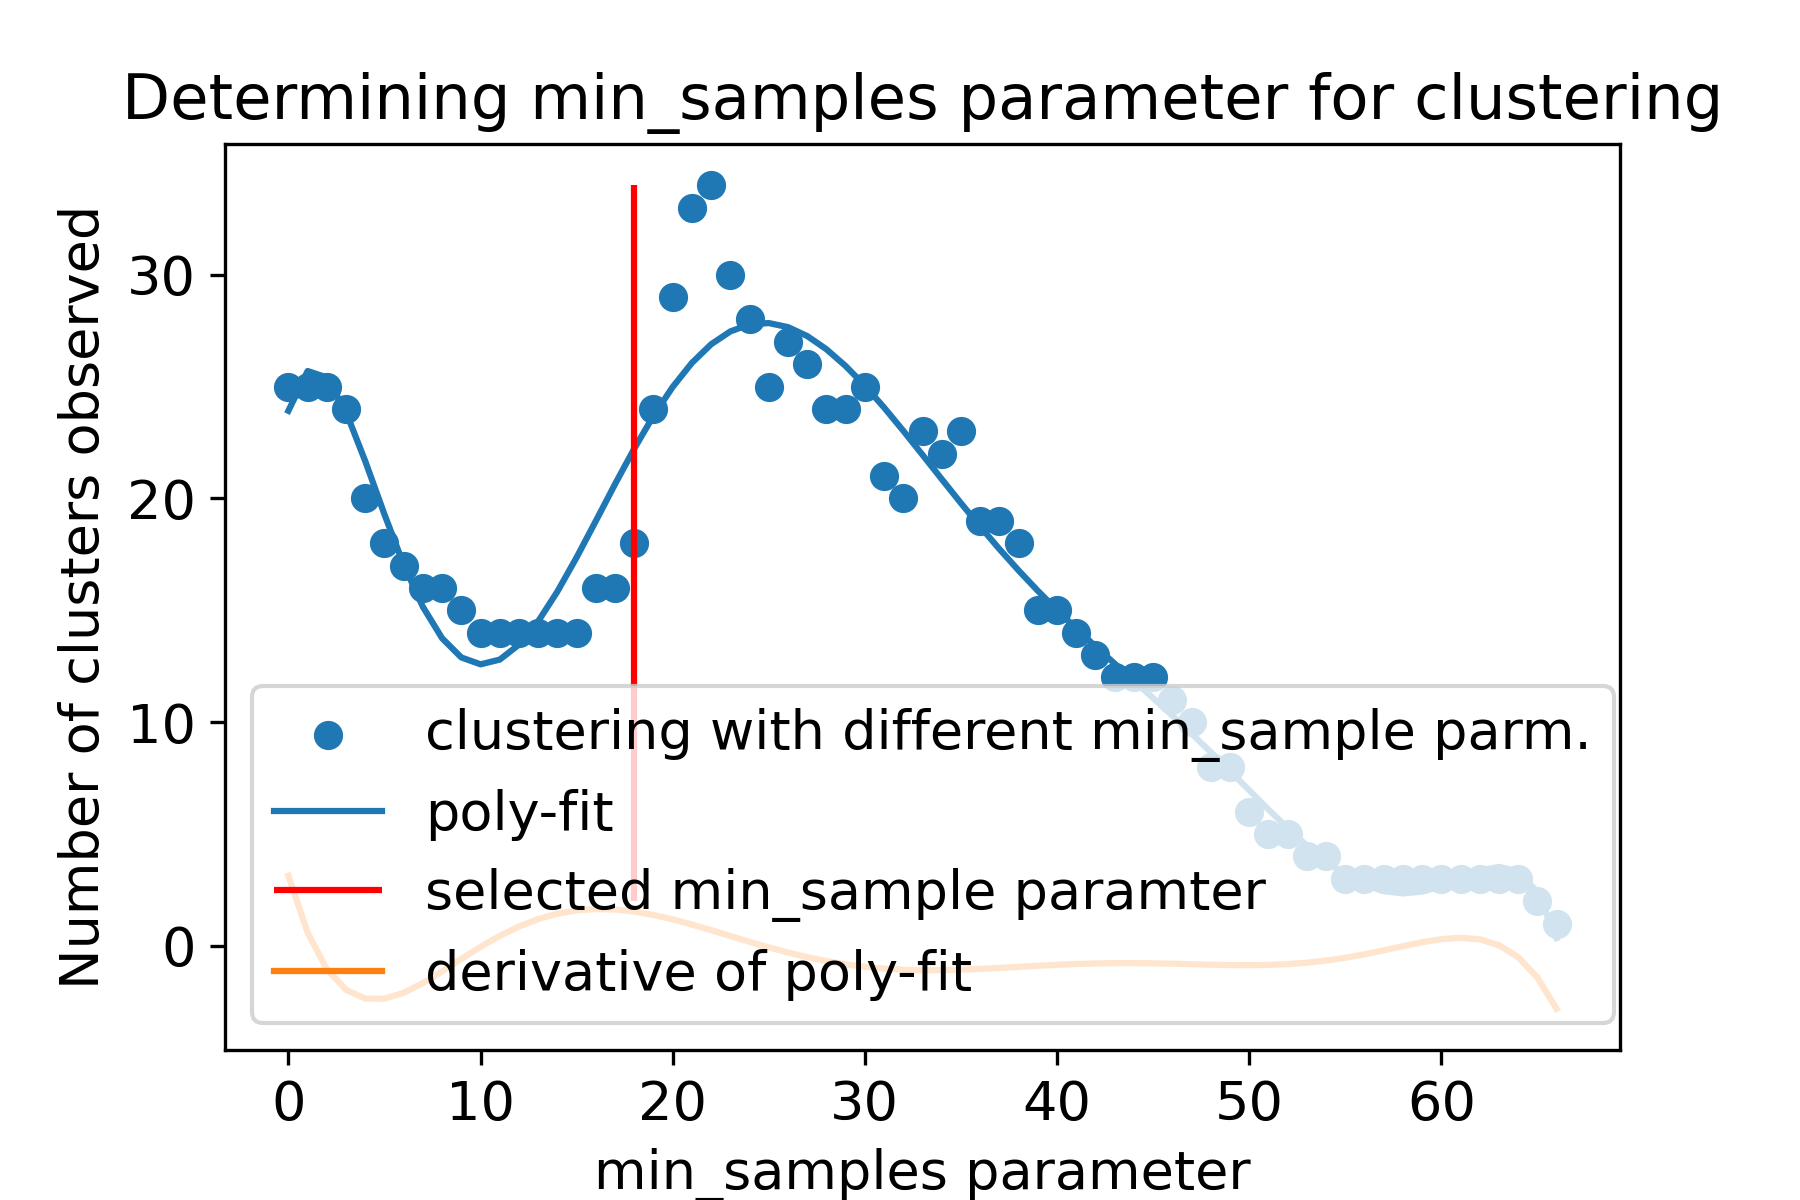 Determining min_samples parameter for clustering
Number of clusters observed
30
20
10
0
clustering with different min_sample parm.
poly-fit
selected min_sample paramter
derivative of poly-fit
0 10 20 30 40 50 60
min_samples parameter